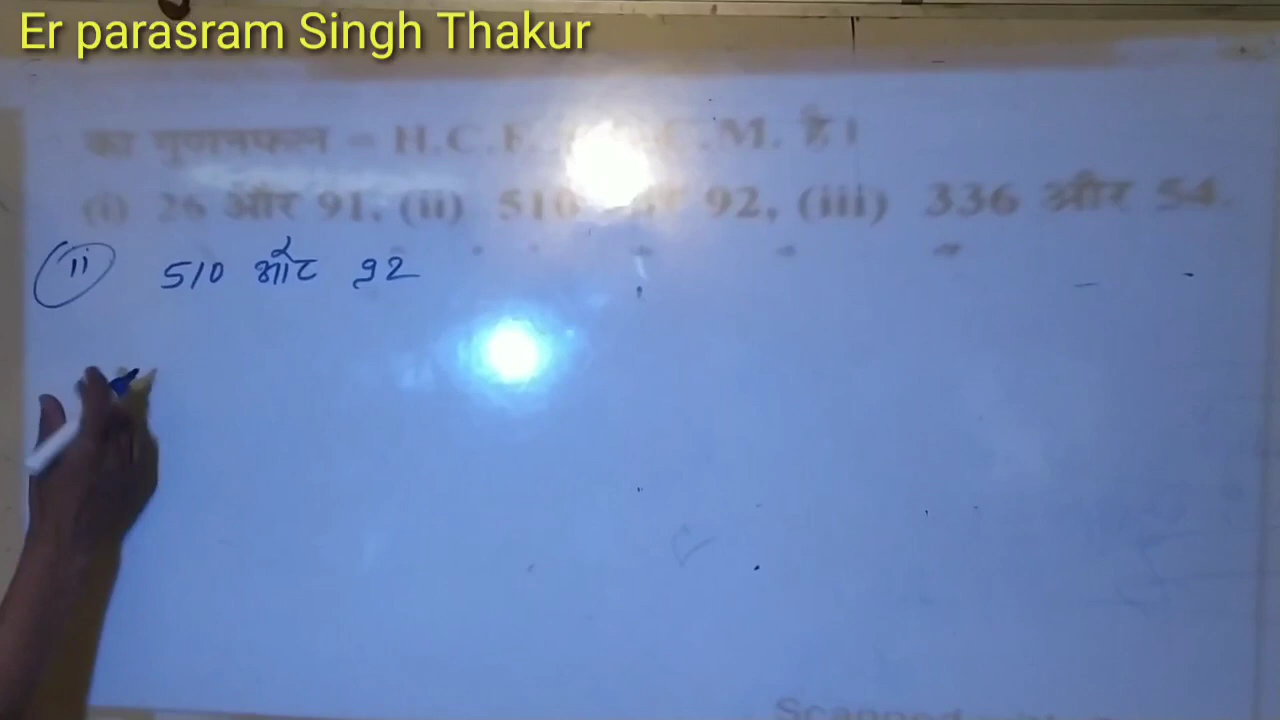 Er parasram Singh Thakur
का गुणनफल = H.C.F. .M. है।
(i) 26 और 91, (ii) 510 92, (iii) 336 और 54.
ii 510 और 92
Scanned